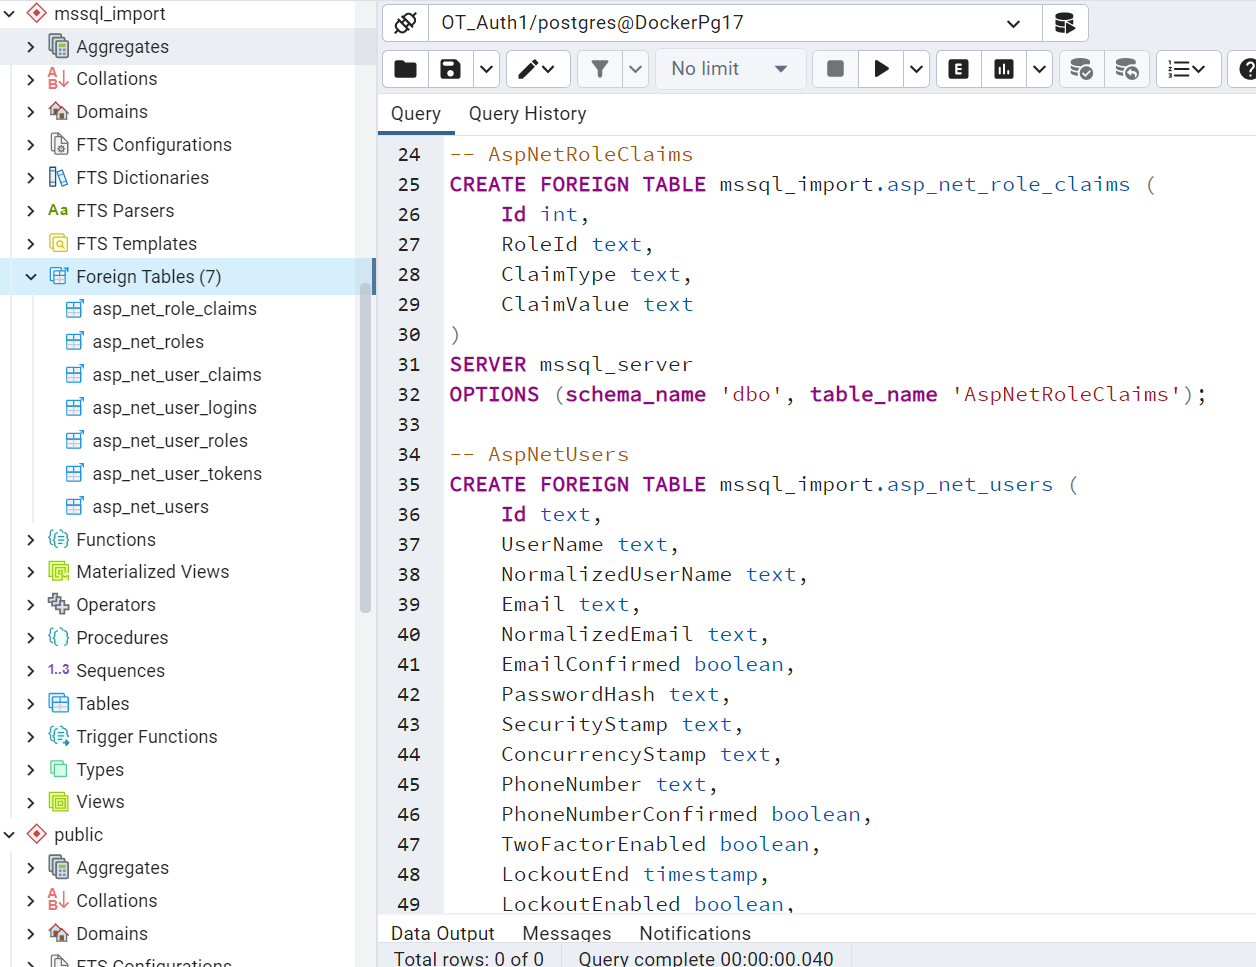 mssql_import
Aggregates
Collations
Domains
FTS Configurations
FTS Dictionaries
Aa FTS Parsers
FTS Templates
Foreign Tables (7)
asp_net_role_claims
asp_net_roles
asp_net_user_claims
asp_net_user_logins
asp_net_user_roles
asp_net_user_tokens
asp_net_users
Functions
Materialized Views
Operators
Procedures
1..3 Sequences
Tables
Trigger Functions
Types
Views
public
Aggregates
Collations
Domains
FTS Configurations
OT_Auth1/postgres@DockerPg17
No limit
E
Query Query History
24 -- AspNetRoleClaims
25 CREATE FOREIGN TABLE mssql_import.asp_net_role_claims (
26 Id int,
27 RoleId text,
28 ClaimType text,
29 ClaimValue text
30 )
31 SERVER mssql_server
32 OPTIONS (schema_name 'dbo', table_name 'AspNetRoleClaims');
33
34 -- AspNetUsers
35 CREATE FOREIGN TABLE mssql_import.asp_net_users (
36 Id text,
37 UserName text,
38 NormalizedUserName text,
39 Email text,
40 NormalizedEmail text,
41 EmailConfirmed boolean,
42 PasswordHash text,
43 SecurityStamp text,
44 ConcurrencyStamp text,
45 PhoneNumber text,
46 PhoneNumberConfirmed boolean,
47 TwoFactorEnabled boolean,
48 LockoutEnd timestamp,
49 LockoutEnabled boolean,
Data Output Messages Notifications
Total rows: 0 of 0 Query complete 00:00:00.040